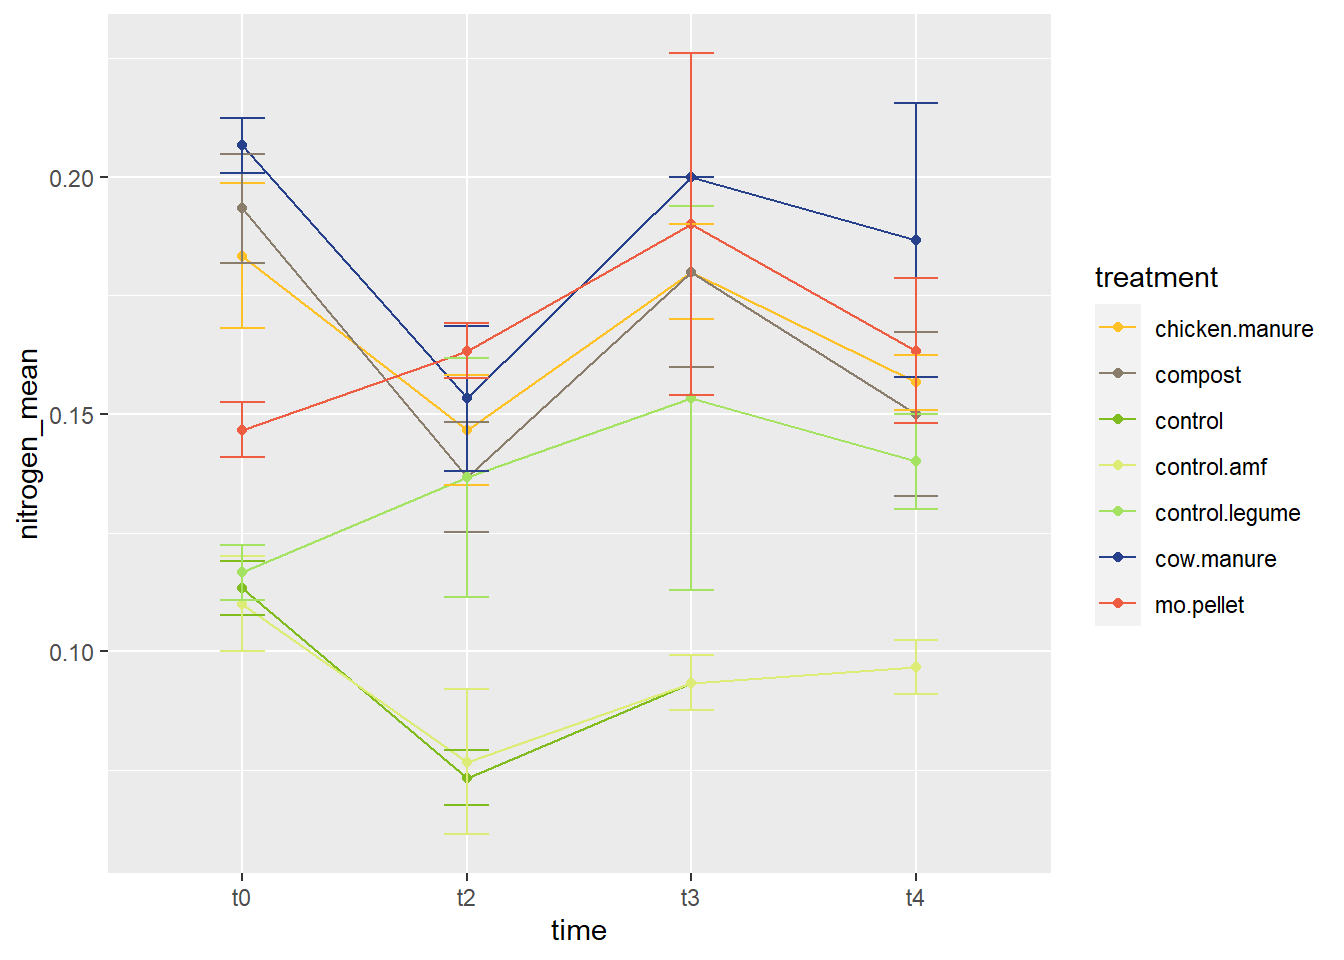 nitrogen_mean
0.20
0.15
0.10
t0 t2 t3 t4
time
treatment
chicken.manure
compost
control
control.amf
control.legume
cow.manure
mo.pellet